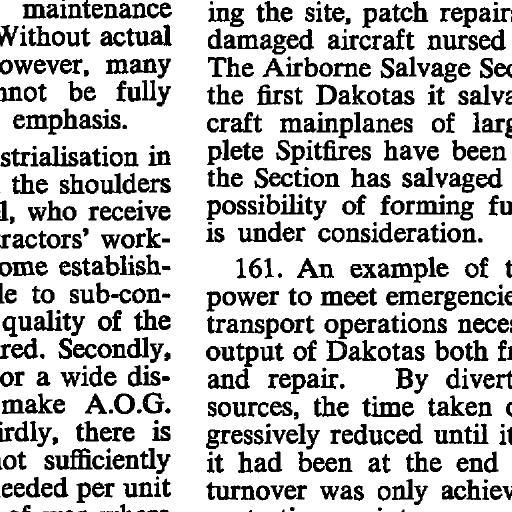 maintenance
Without actual
owever, many
nnot be fully
emphasis.
strialisation in
the shoulders
l, who receive
ractors' work-
ome establish-
le to sub-con-
quality of the
red. Secondly,
or a wide dis-
make A.O.G.
irdly, there is
not sufficiently
eeded per unit
ing the site, patch repairs
damaged aircraft nursed
The Airborne Salvage Sec
the first Dakotas it salva
craft mainplanes of larg
plete Spitfires have been
the Section has salvaged
possibility of forming fu
is under consideration.
161. An example of t
power to meet emergencie
transport operations neces
output of Dakotas both fr
and repair. By divert
sources, the time taken o
gressively reduced until it
it had been at the end
turnover was only achiev